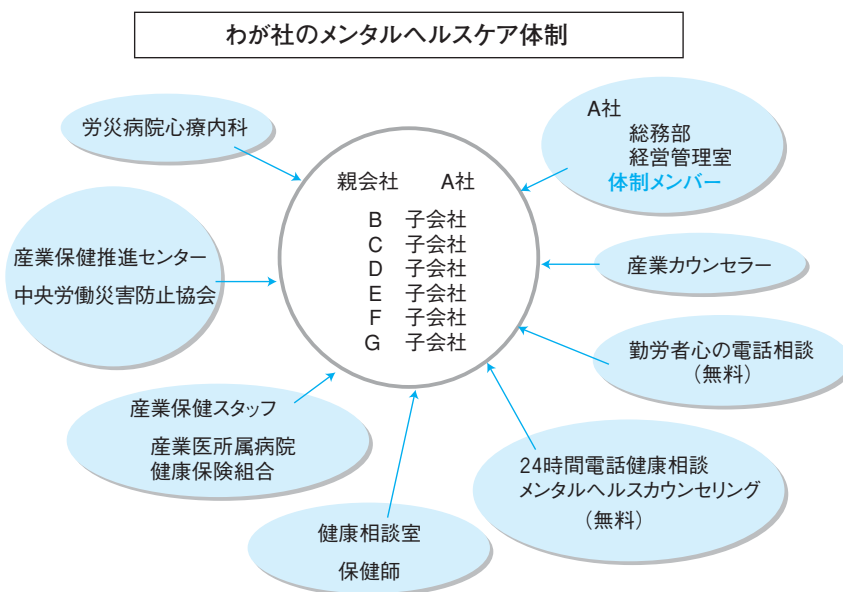 わが社のメンタルヘルスケア体制
労災病院心療内科
A社
総務部
経営管理室
体制メンバー
親会社 A社
B 子会社
C 子会社
D 子会社
E 子会社
F 子会社
G 子会社
産業保健推進センター
中央労働災害防止協会
産業カウンセラー
勤労者心の電話相談
(無料)
産業保健スタッフ
産業医所属病院
健康保険組合
24時間電話健康相談
メンタルヘルスカウンセリング
(無料)
健康相談室
保健師